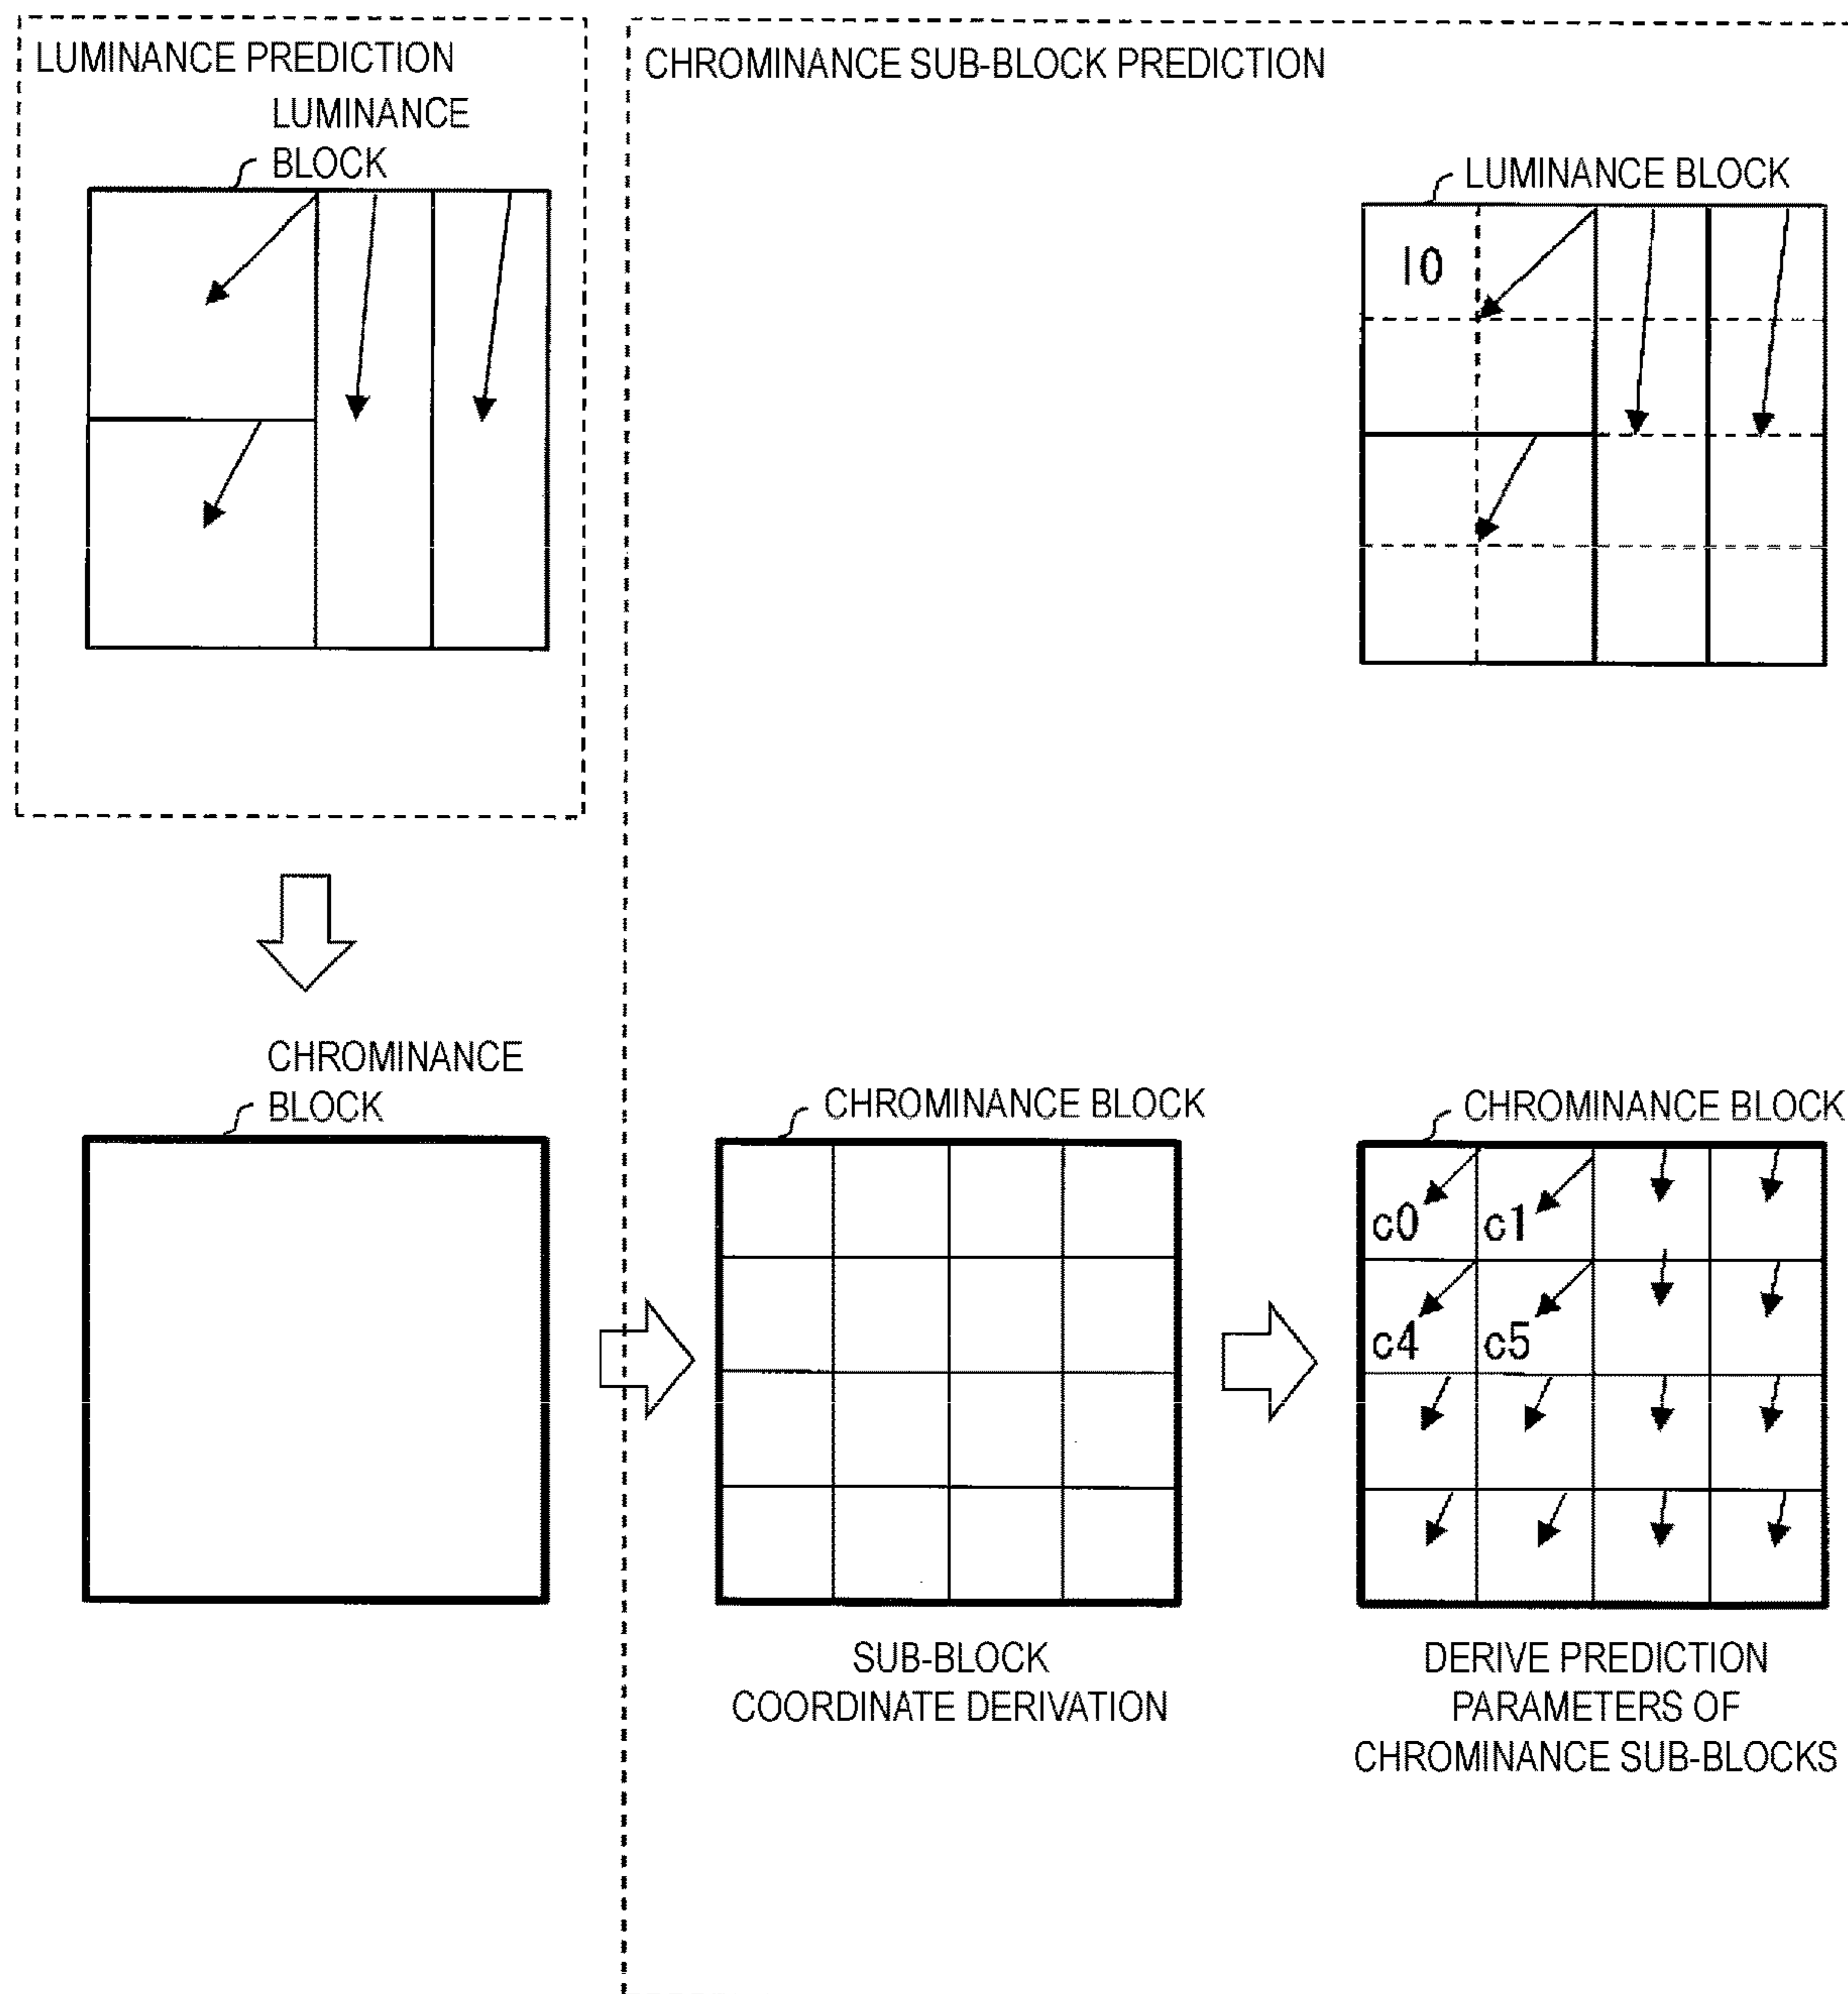 LUMINANCE PREDICTION
LUMINANCE
BLOCK
CHROMINANCE SUB-BLOCK PREDICTION
LUMINANCE BLOCK
l0
CHROMINANCE
BLOCK
CHROMINANCE BLOCK
CHROMINANCE BLOCK
c0
c1
c4
c5
SUB-BLOCK
COORDINATE DERIVATION
DERIVE PREDICTION
PARAMETERS OF
CHROMINANCE SUB-BLOCKS